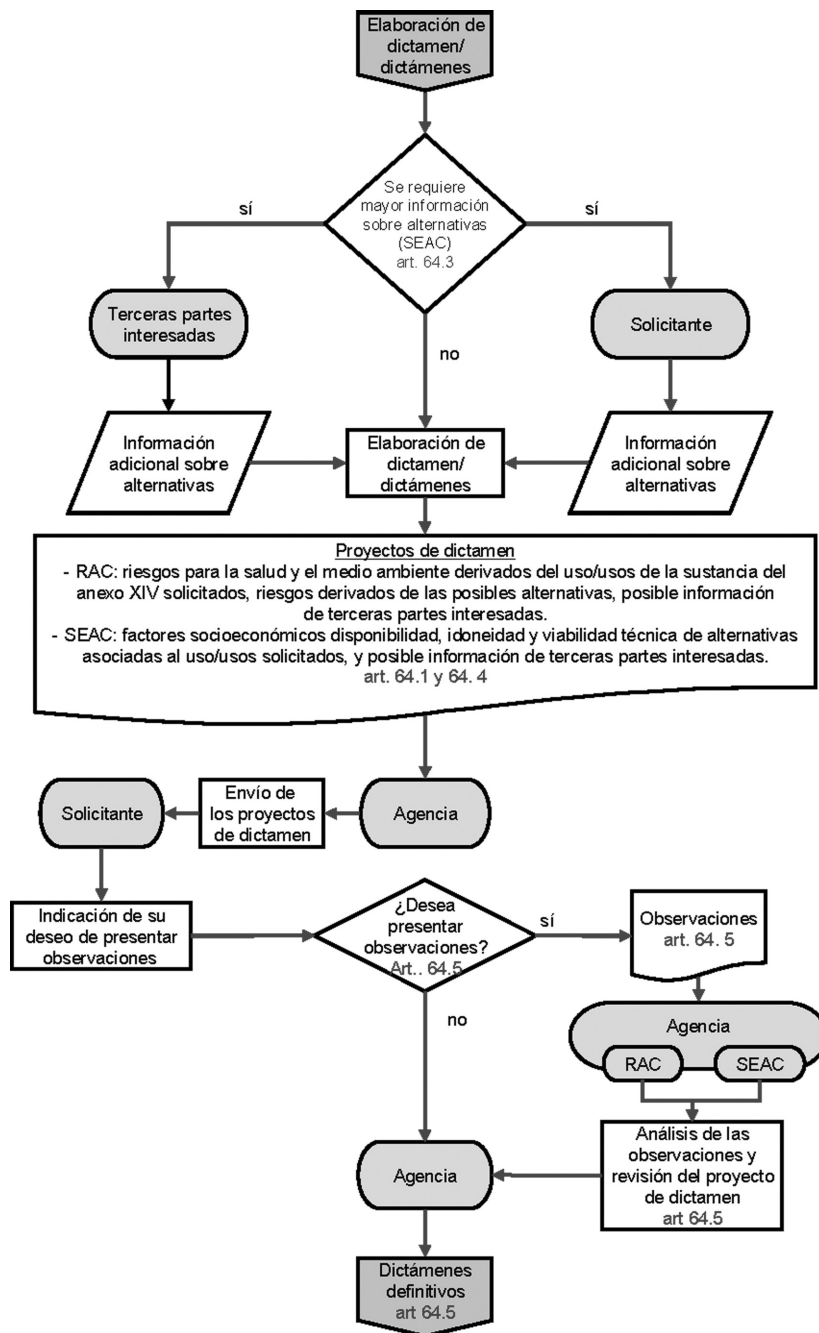 Elaboración de
dictamen/
dictámenes
Se requiere
mayor información
sobre alternativas
(SEAC)
art. 64.3
sí
sí
Terceras partes
interesadas
Solicitante
no
Información
adicional sobre
alternativas
Elaboración de
dictamen/
dictámenes
Información
adicional sobre
alternativas
Proyectos de dictamen
- RAC: riesgos para la salud y el medio ambiente derivados del uso/usos de la sustancia del
anexo XIV solicitados, riesgos derivados de las posibles alternativas, posible información
de terceras partes interesadas.
- SEAC: factores socioeconómicos disponibilidad, idoneidad y viabilidad técnica de alternativas
asociadas al uso/usos solicitados, y posible información de terceras partes interesadas.
art. 64.1 y 64. 4
Solicitante
Envío de
los proyectos
de dictamen
Agencia
Indicación de su
deseo de presentar
observaciones
¿Desea
presentar
observaciones?
Art.. 64.5
sí
Observaciones
art. 64. 5
no
Agencia
RAC
SEAC
Agencia
Análisis de las
observaciones y
revisión del proyecto
de dictamen
art 64.5
Dictámenes
definitivos
art 64.5